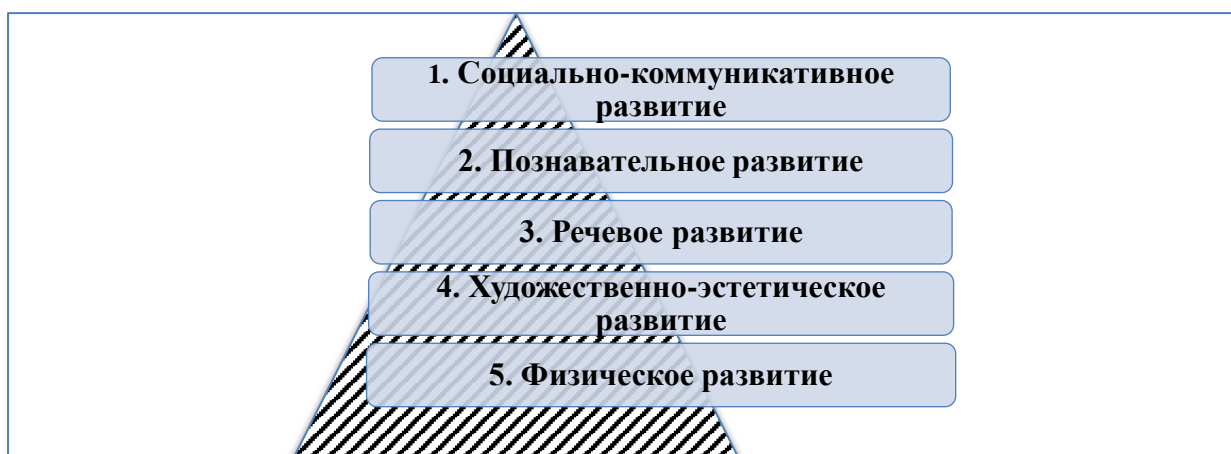 1. Социально-коммуникативное
развитие
2. Познавательное развитие
3. Речевое развитие
4. Художественно-эстетическое
развитие
5. Физическое развитие